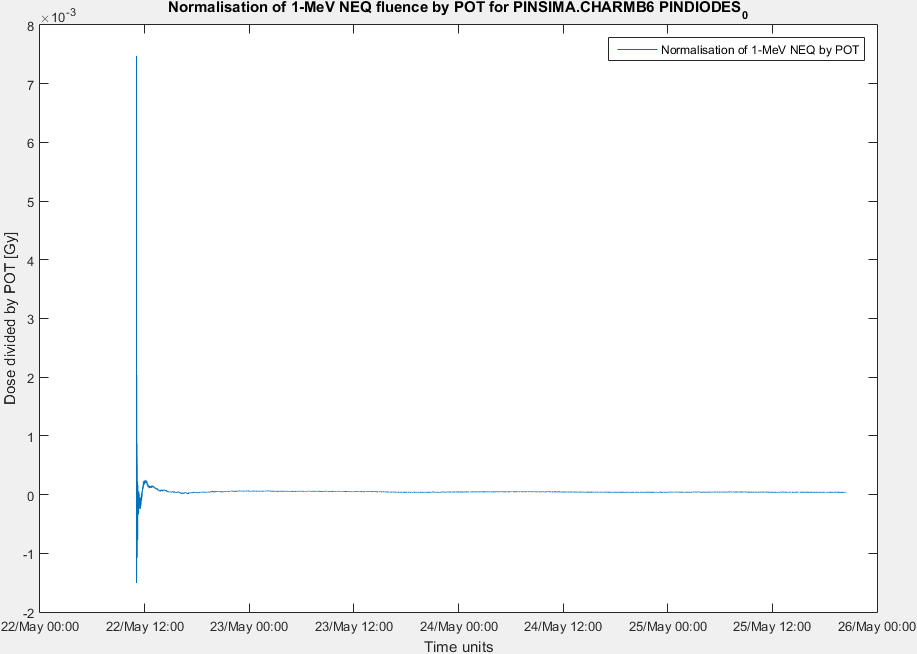 Normalisation of 1-MeV NEQ fluence by POT for PINSIMA.CHARMB6 PINDIODES0
×10-3
Normalisation of 1-MeV NEQ by POT
8
7
6
5
4
3
2
1
0
-1
-2
Dose divided by POT [Gy]
22/May 00:00 22/May 12:00 23/May 00:00 23/May 12:00 24/May 00:00 24/May 12:00 25/May 00:00 25/May 12:00 26/May 00:00
Time units